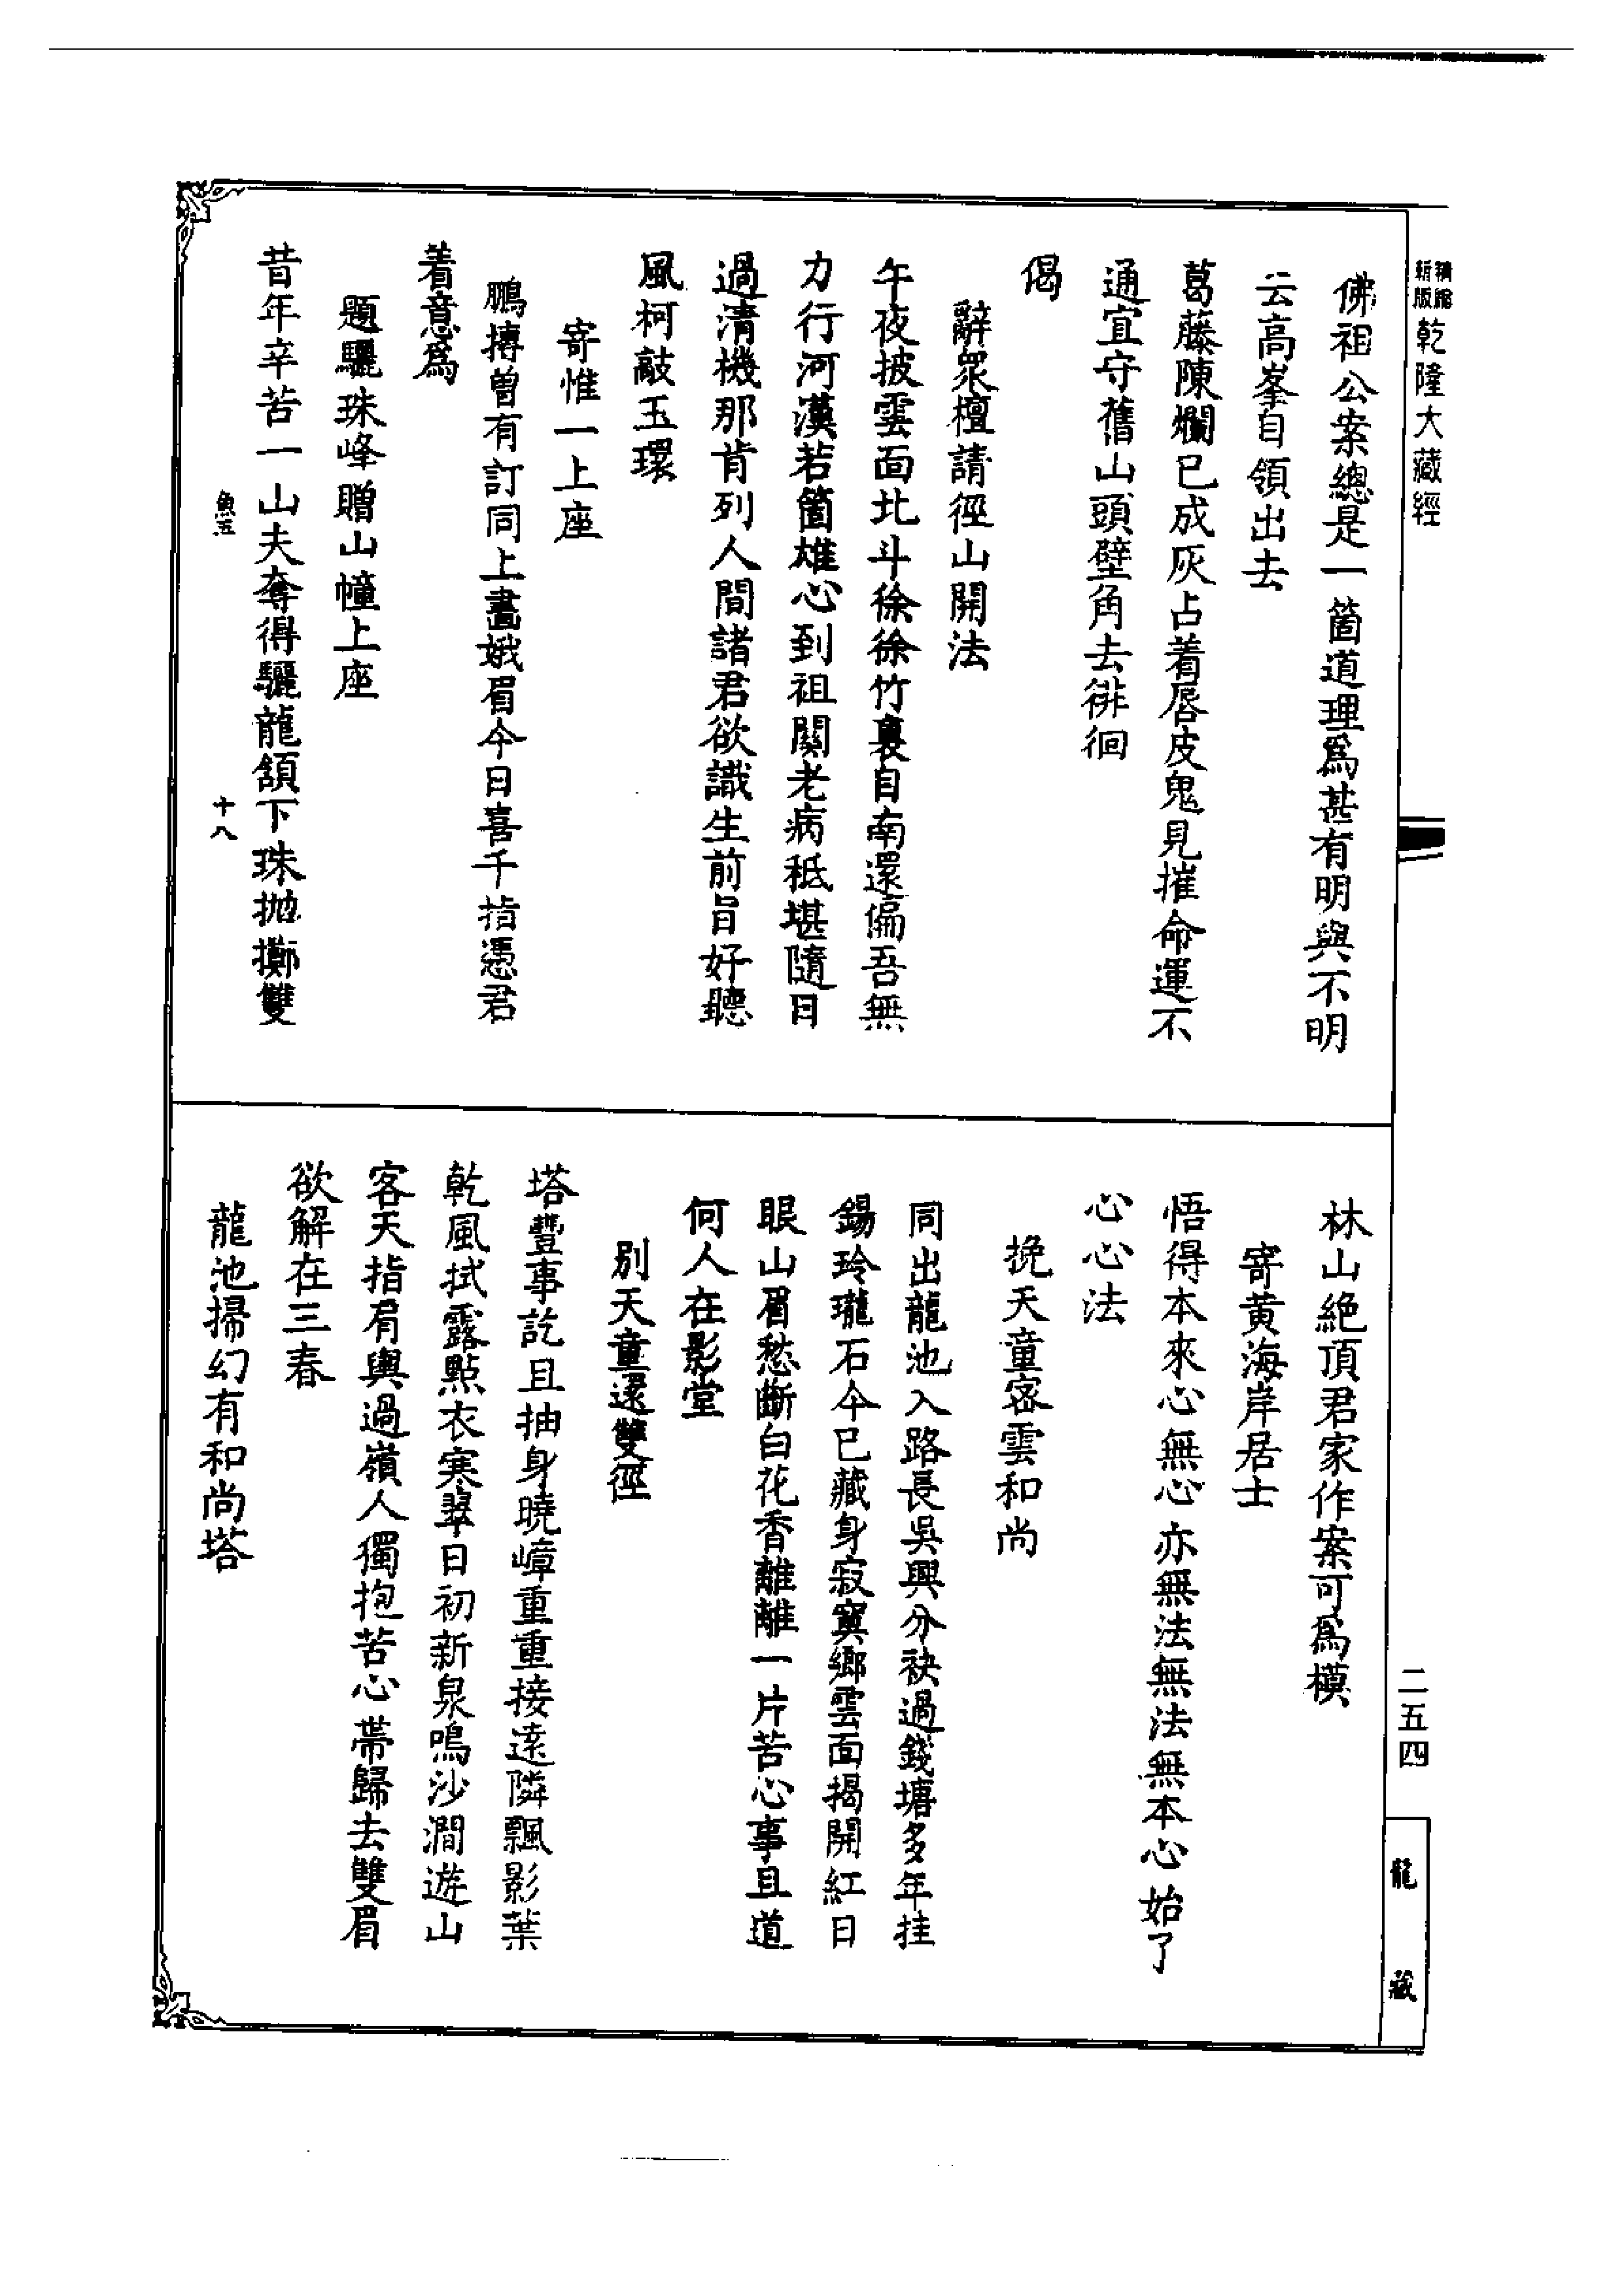 精縮
新版
乾隆大藏經
佛祖公案總是一箇道理爲甚有明與不明
云高峯自領出去
葛藤陳爛已成灰占着唇皮鬼見摧命運不
通宜守舊山頭壁角去徘徊
偈
辭眾檀請徑山開法
午夜披雲面北斗徐徐竹裏自南還偏吾無
力行河漢若箇雄心到祖關老病秖堪隨日
過清機那肯列人間諸君欲識生前旨好聽
風柯敲玉環
寄惟一上座
鵬摶曾有訂同上畫娥眉今日喜千指憑君
着意爲
題驪珠峰贈山幢上座
昔年辛苦一山夫奪得驪龍頷下珠拋擲雙
魚五
十八
林山絕頂君家作案可爲模
寄黄海岸居士
悟得本來心無心亦無法無法無本心始了
心心法
挽天童密雲和尚
同出龍池入路長吳興分袂過錢塘多年挂
錫玲瓏石今已藏身寂寞鄉雲面揭開紅日
眼山眉愁斷白花香離離一片苦心事且道
何人在影堂
別天童還雙徑
塔豐事訖且抽身曉嶂重重接遠隣飄影葉
乾風拭露點衣寒翠日初新泉鳴沙澗遊山
客天指肩輿過嶺人獨抱苦心帶歸去雙眉
欲解在三春
龍池掃幻有和尚塔
二五四
龍藏